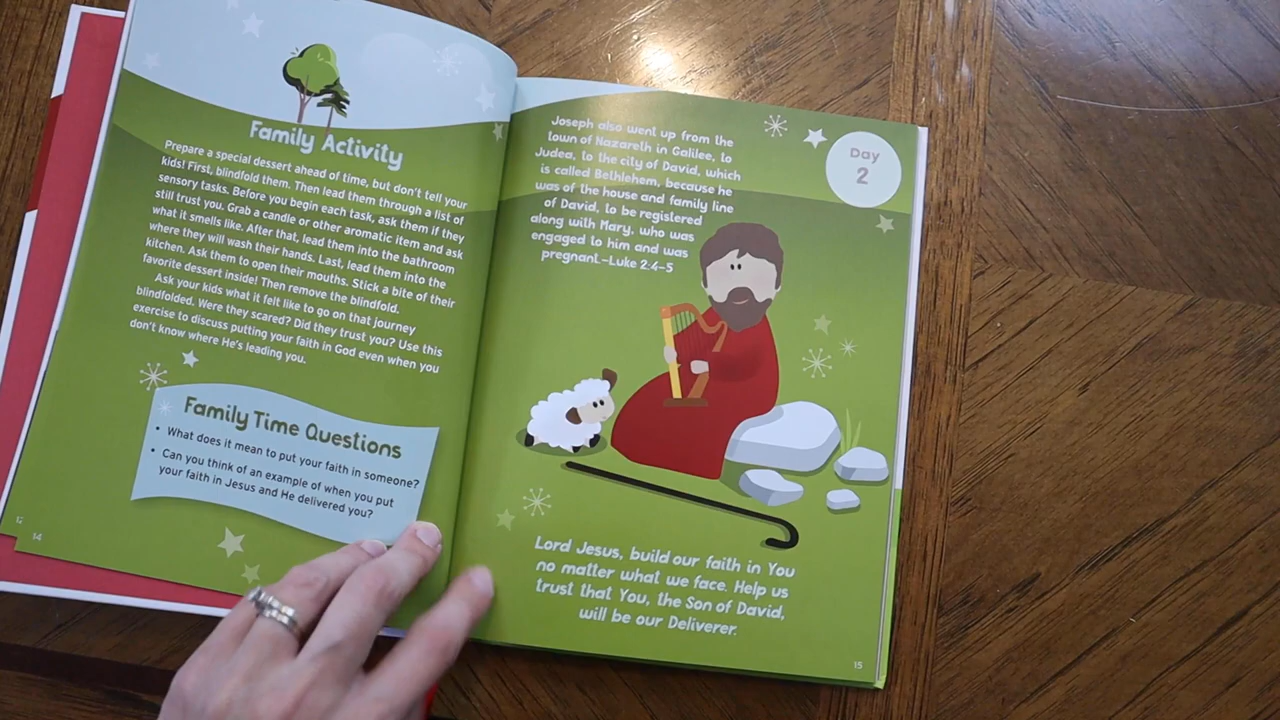 Family Activity
Prepare a special dessert ahead of time, but don't tell your
kids! First, blindfold them. Then lead them through a list of
sensory tasks. Before you begin each task, ask them if they
still trust you. Grab a candle or other aromatic item and ask
what it smells like. After that, lead them into the bathroom
where they will wash their hands. Last, lead them into the
kitchen. Ask them to open their mouths. Stick a bite of their
favorite dessert inside! Then remove the blindfold.
Ask your kids what it felt like to go on that journey
blindfolded. Were they scared? Did they trust you? Use this
exercise to discuss putting your faith in God even when you
don't know where He's leading you.
Family Time Questions
• What does it mean to put your faith in someone?
• Can you think of an example of when you put
your faith in Jesus and He delivered you?
14
Joseph also went up from the
town of Nazareth in Galilee, to
Judea, to the city of David, which
is called Bethlehem, because he
was of the house and family line
of David, to be registered
along with Mary, who was
engaged to him and was
pregnant.–Luke 2:4-5
Day
2
Lord Jesus, build our faith in You
no matter what we face. Help us
trust that You, the Son of David,
will be our Deliverer.
15